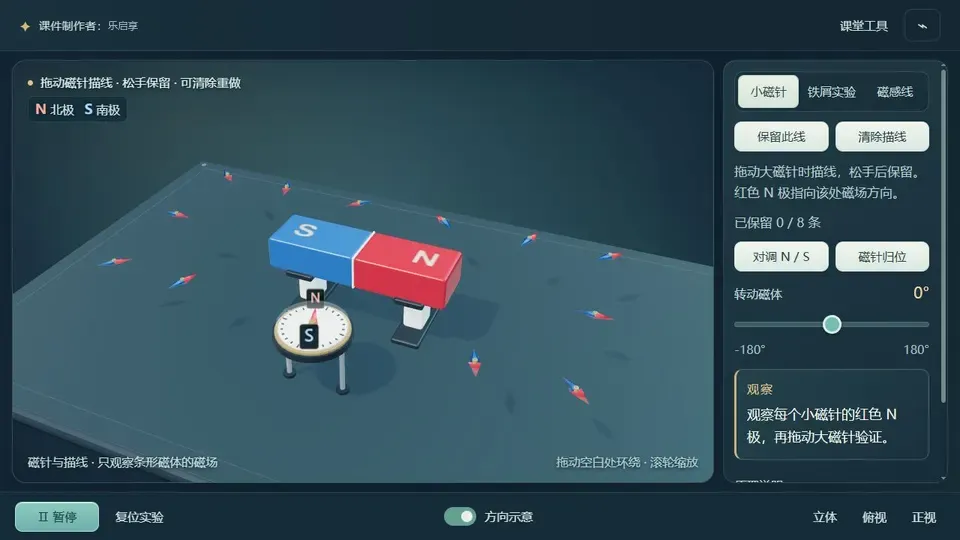 课件制作者：乐启享
课堂工具
拖动磁针描线 · 松手保留 · 可清除重做
N 北极 S 南极
S
N
N
S
磁针与描线 · 只观察条形磁体的磁场
拖动空白处环绕 · 滚轮缩放
小磁针 铁屑实验 磁感线
保留此线 清除描线
拖动大磁针时描线，松手后保留。
红色 N 极指向该处磁场方向。
已保留 0 / 8 条
对调 N / S 磁针归位
转动磁体 0°
-180° 180°
观察
观察每个小磁针的红色 N
极，再拖动大磁针验证。
暂停 复位实验
方向示意
立体 俯视 正视